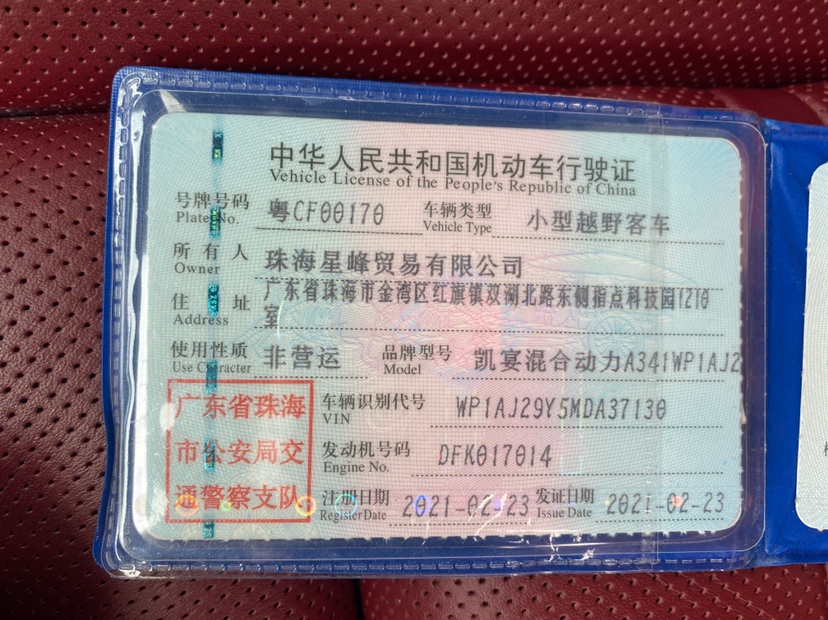 中华人民共和国机动车行驶证
Vehicle License of the People's Republic of China
号牌号码 粤CF00170 车辆类型 小型越野客车
Plate No. Vehicle Type
所有人 珠海星峰贸易有限公司
Owner
住址 广东省珠海市金湾区红旗镇双湖北路东侧指点科技园1210
Address 室
使用性质 非营运 品牌型号 凯宴混合动力A341WP1AJ2
Use Character Model
广东省珠海 车辆识别代号 WP1AJ29Y5MDA37130
VIN
市公安局交 发动机号码 DFK017014
Engine No.
通警察支队 注册日期 2021-02-23 发证日期 2021-02-23
Register Date Issue Date